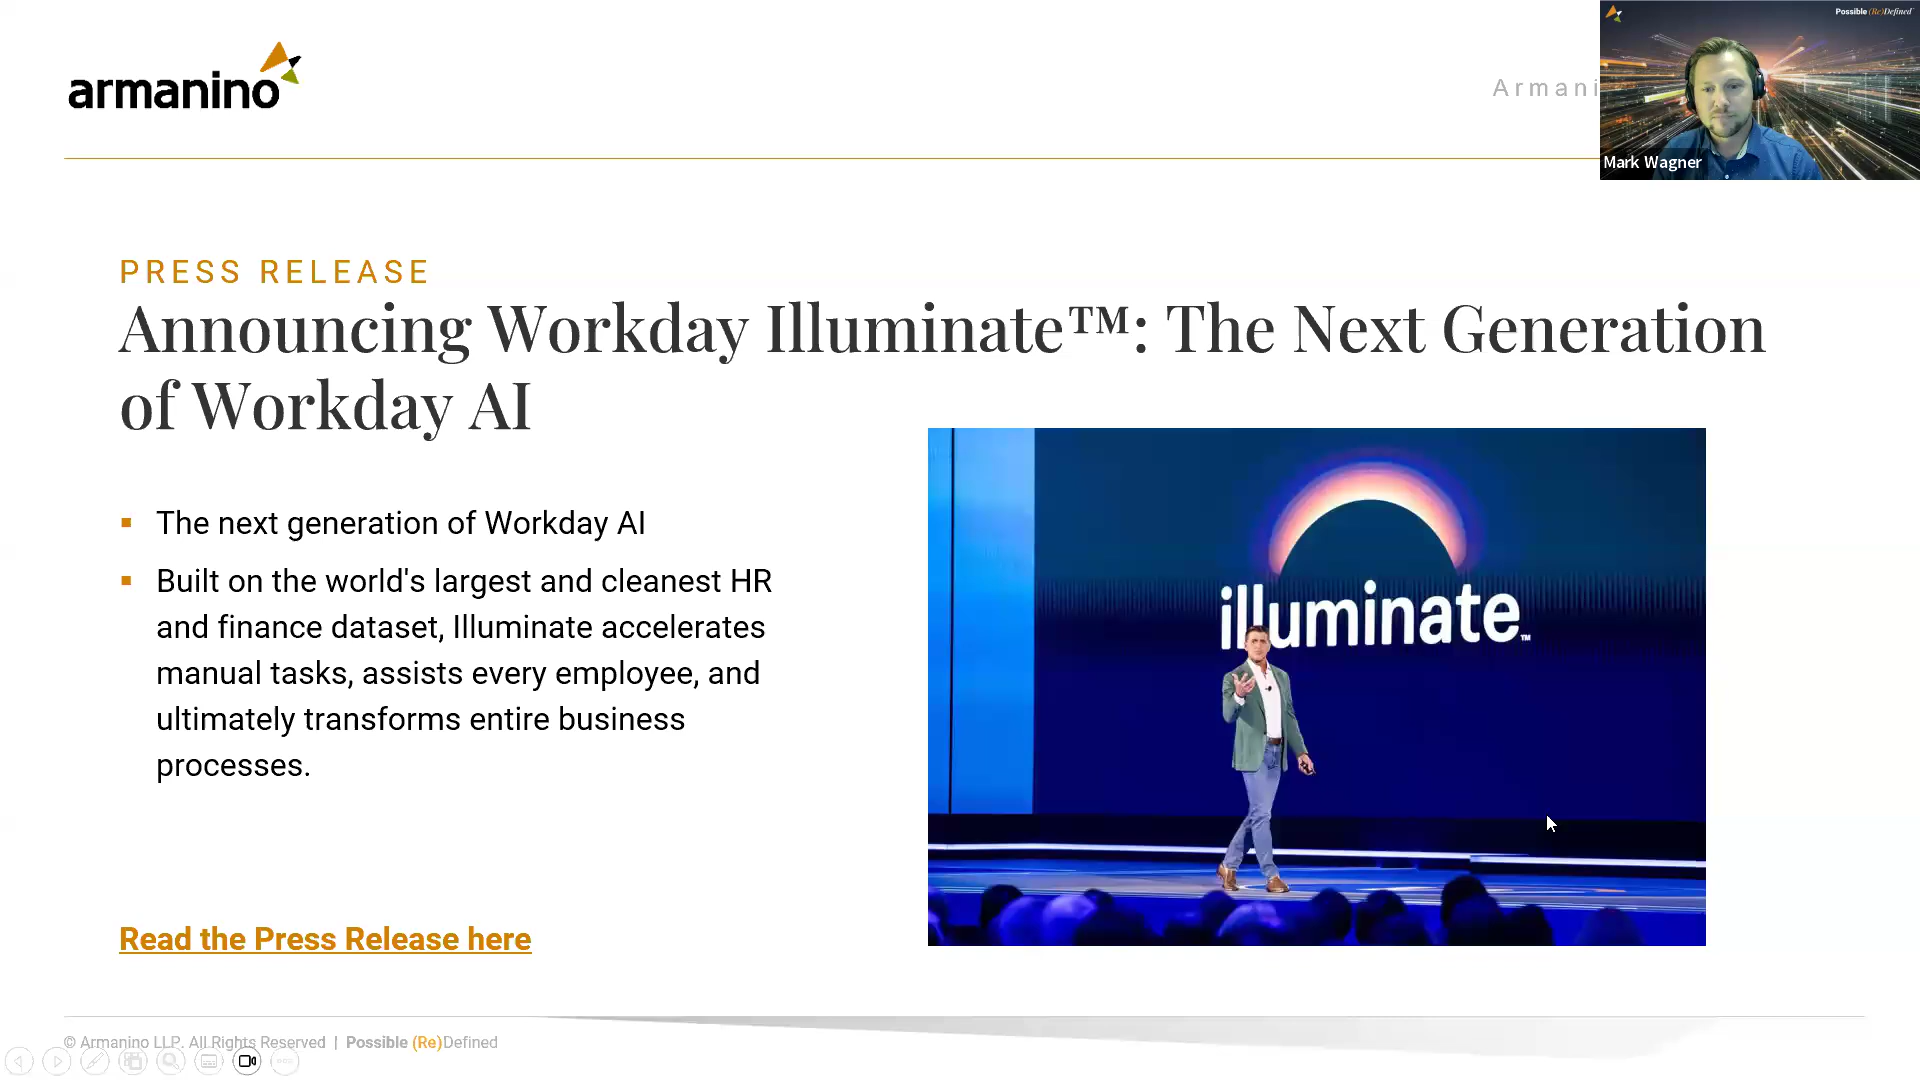 armanino
Armani
Possible (Re)Defined
Mark Wagner
PRESS RELEASE
Announcing Workday Illuminate™: The Next Generation
of Workday AI
▪ The next generation of Workday AI
▪ Built on the world's largest and cleanest HR
and finance dataset, Illuminate accelerates
manual tasks, assists every employee, and
ultimately transforms entire business
processes.
illuminate™
Read the Press Release here
© Armanino LLP. All Rights Reserved | Possible (Re)Defined